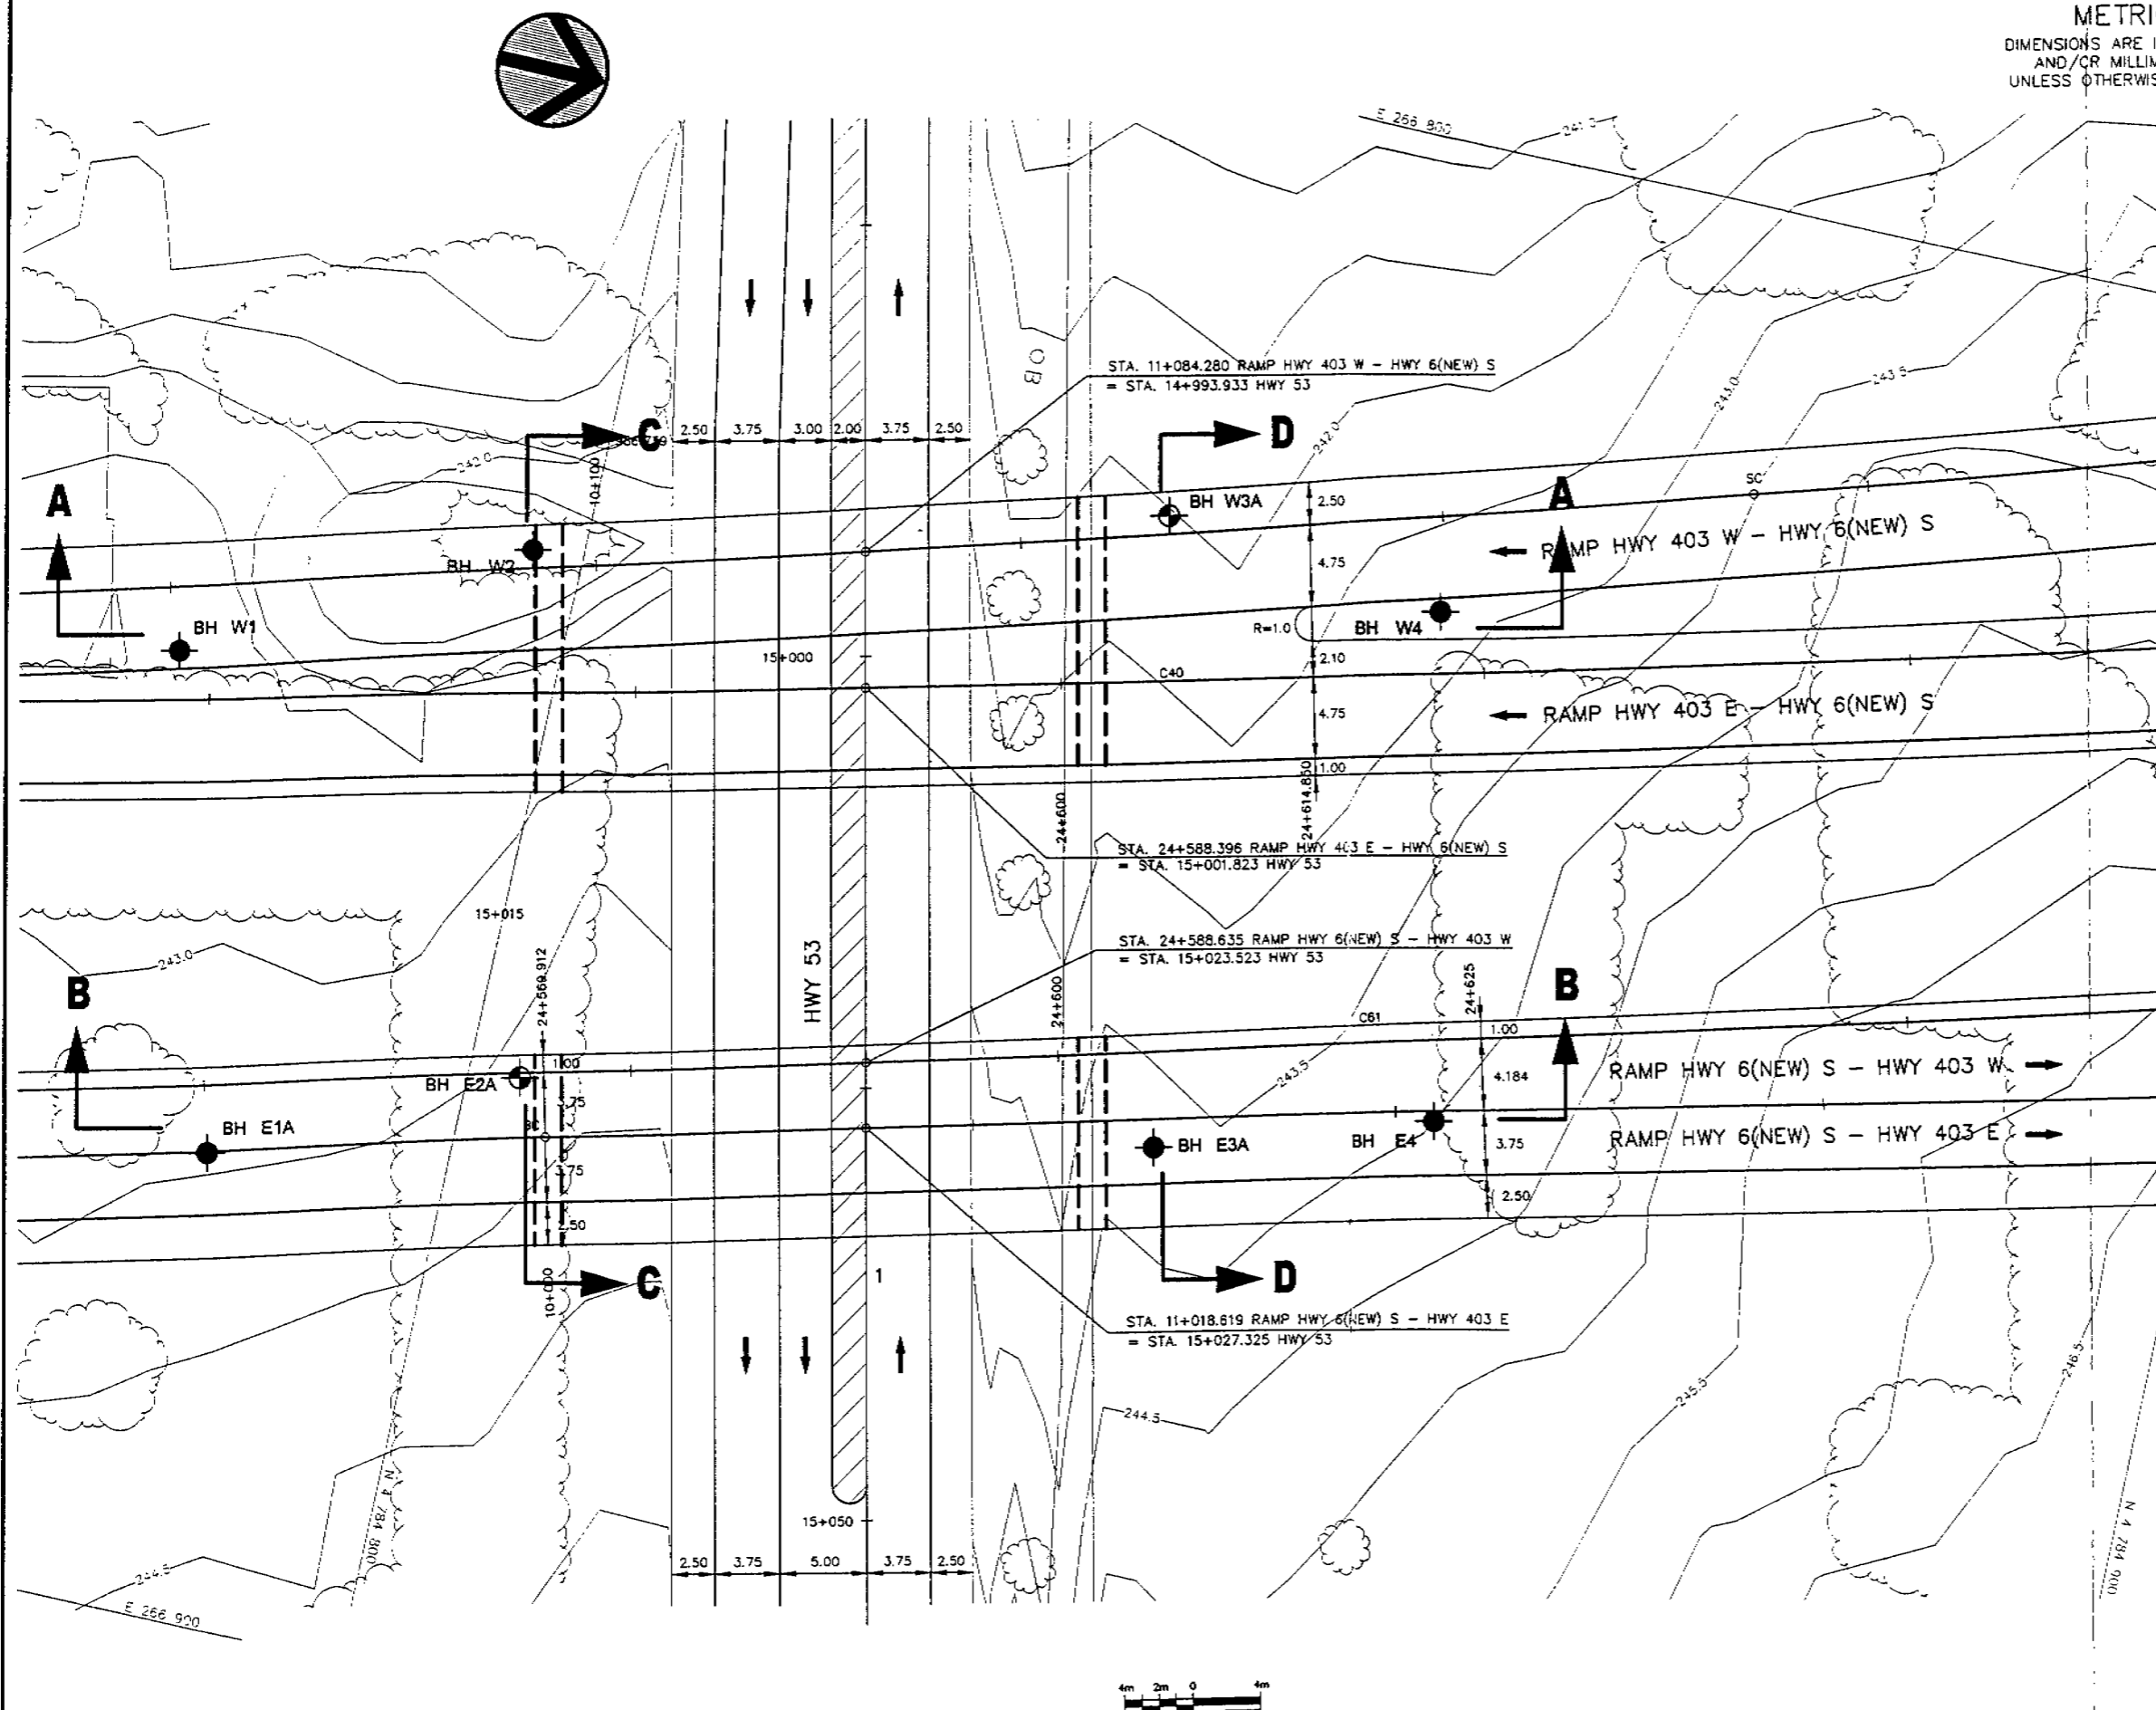 METRI
DIMENSIONS ARE I
AND/OR MILLIM
UNLESS OTHERWIS
E 266 800
STA. 11+084.280 RAMP HWY 403 W – HWY 6(NEW) S
= STA. 14+993.933 HWY 53
OB
243.0
243.5
C
2.50 3.75 3.00 2.00 3.75 2.50
D
242.0
242.0
10+100
A
BH W3A
2.50
SC
A
RAMP HWY 403 W – HWY 6(NEW) S
BH W2
4.75
BH W1
R=1.0
BH W4
15+000
2.10
C40
4.75
RAMP HWY 403 E – HWY 6(NEW) S
1.00
24+614.850
24+600
STA. 24+588.396 RAMP HWY 403 E – HWY 6(NEW) S
= STA. 15+001.823 HWY 53
15+015
STA. 24+588.635 RAMP HWY 6(NEW) S – HWY 403 W
= STA. 15+023.523 HWY 53
243.0
HWY 53
24+569.912
24+600
24+625
B
B
C61
1.00
1.00
RAMP HWY 6(NEW) S – HWY 403 W
4.184
243.5
BH E2A
3.75
BH E1A
RAMP HWY 6(NEW) S – HWY 403 E
BH E3A
BH E4
3.75
3.75
2.50
2.50
10+000
C
1
D
STA. 11+018.619 RAMP HWY 6(NEW) S – HWY 403 E
= STA. 15+027.325 HWY 53
246.5
245.5
244.5
15+050
N 4 784 800
N 4 784 900
2.50 3.75 5.00 3.75 2.50
244.5
E 266 900
4m 2m 0 4m